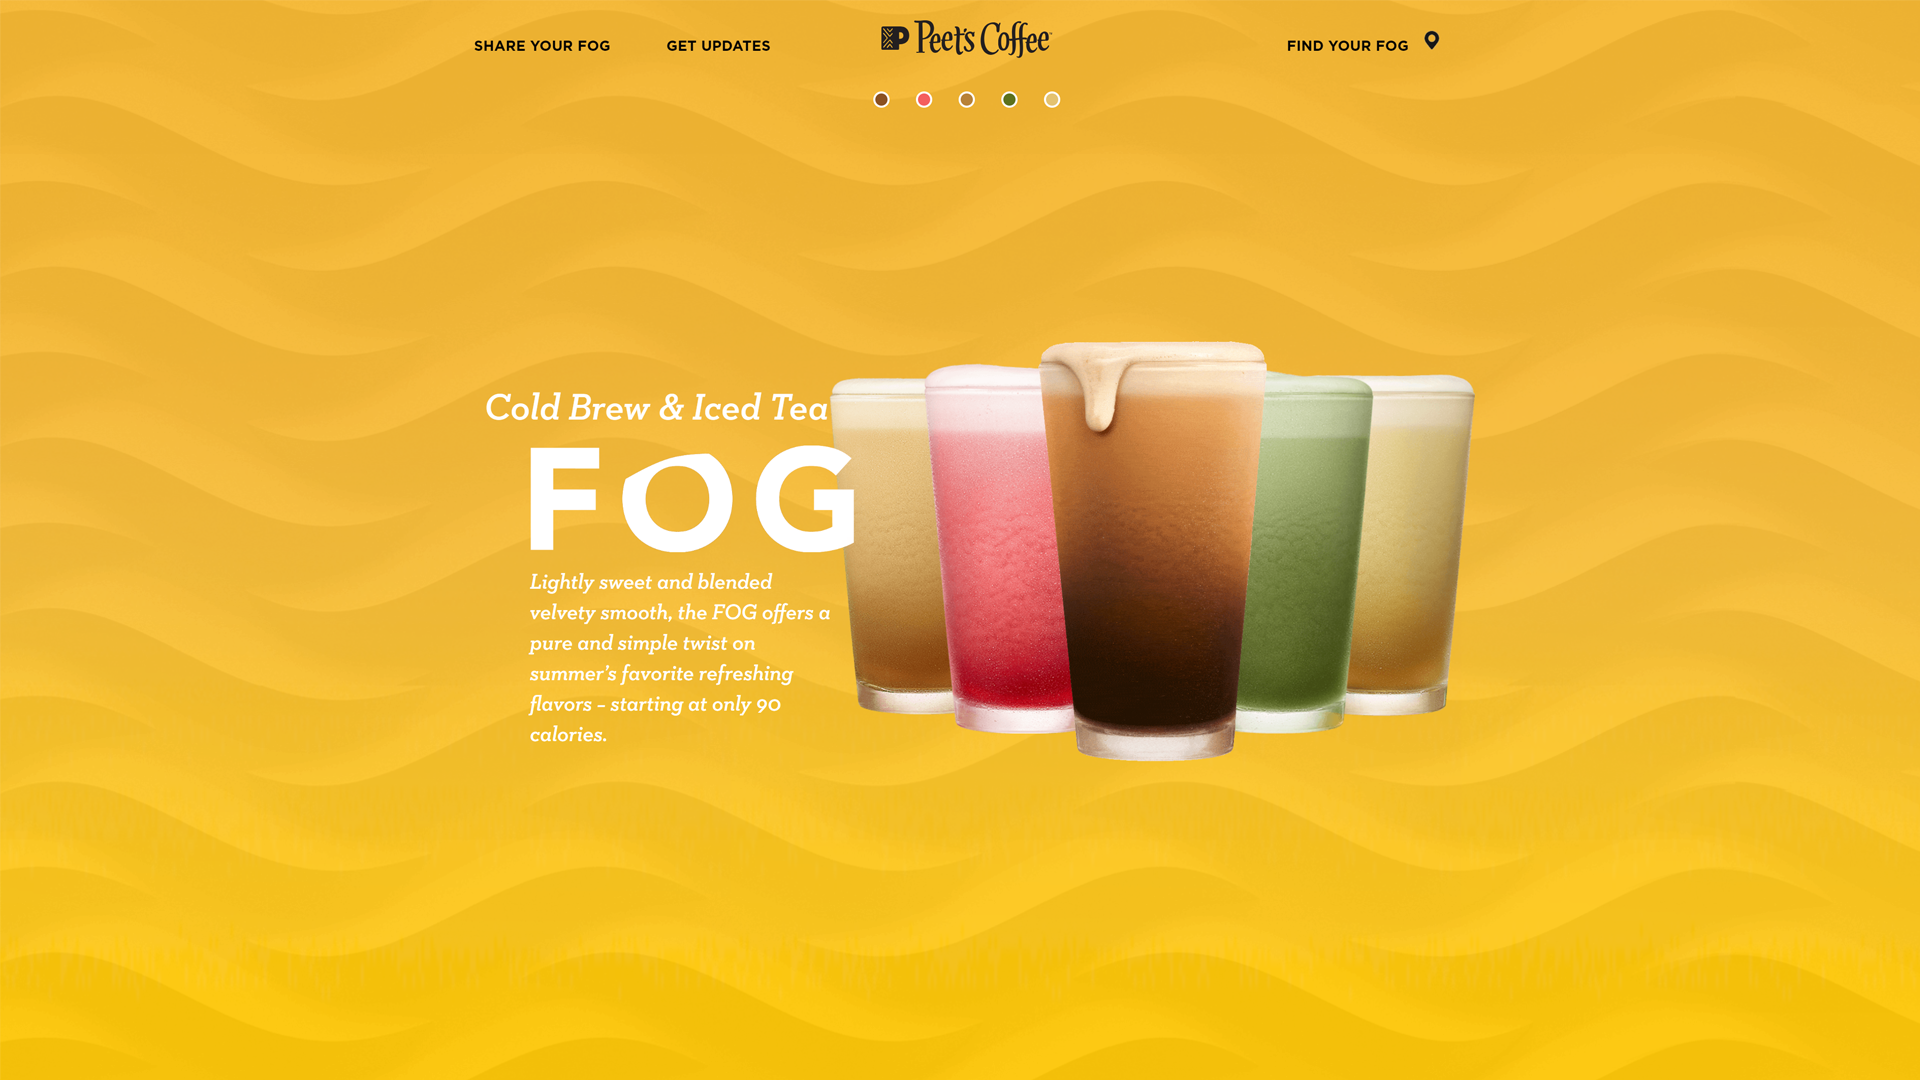 SHARE YOUR FOG
GET UPDATES
Peet's Coffee
FIND YOUR FOG
Cold Brew & Iced Tea
FOG
Lightly sweet and blended
velvety smooth, the FOG offers a
pure and simple twist on
summer's favorite refreshing
flavors – starting at only 90
calories.